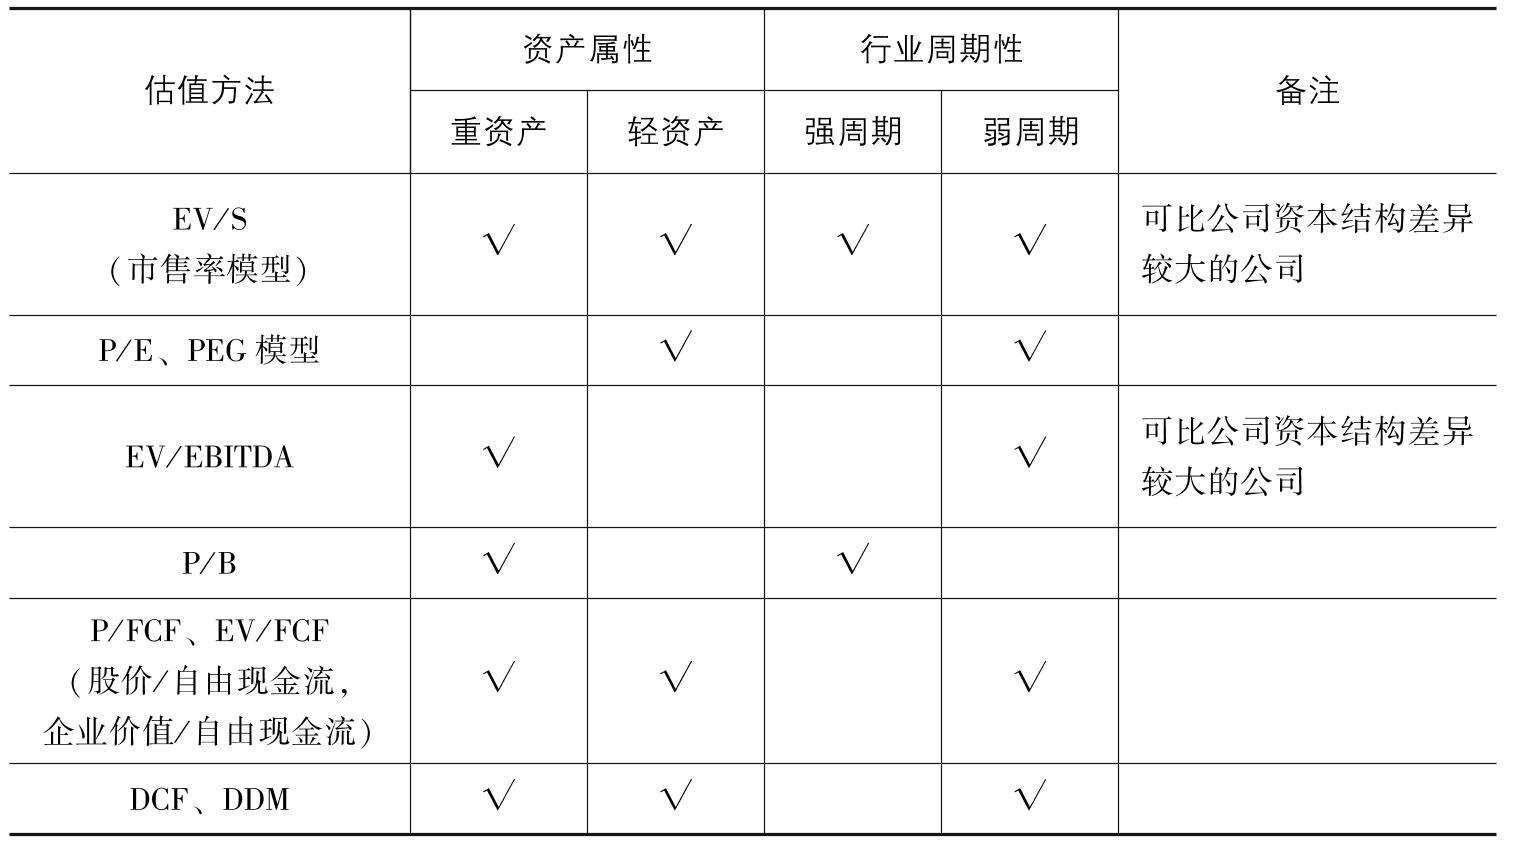 估值方法
资产属性
行业周期性
备注
重资产
轻资产
强周期
弱周期
EV/S
(市售率模型)
√ √ √ √
可比公司资本结构差异
较大的公司
P/E、PEG 模型
√ √
EV/EBITDA
√ √
可比公司资本结构差异
较大的公司
P/B
√ √
P/FCF、EV/FCF
(股价/自由现金流,
企业价值/自由现金流)
√ √ √
DCF、DDM
√ √ √